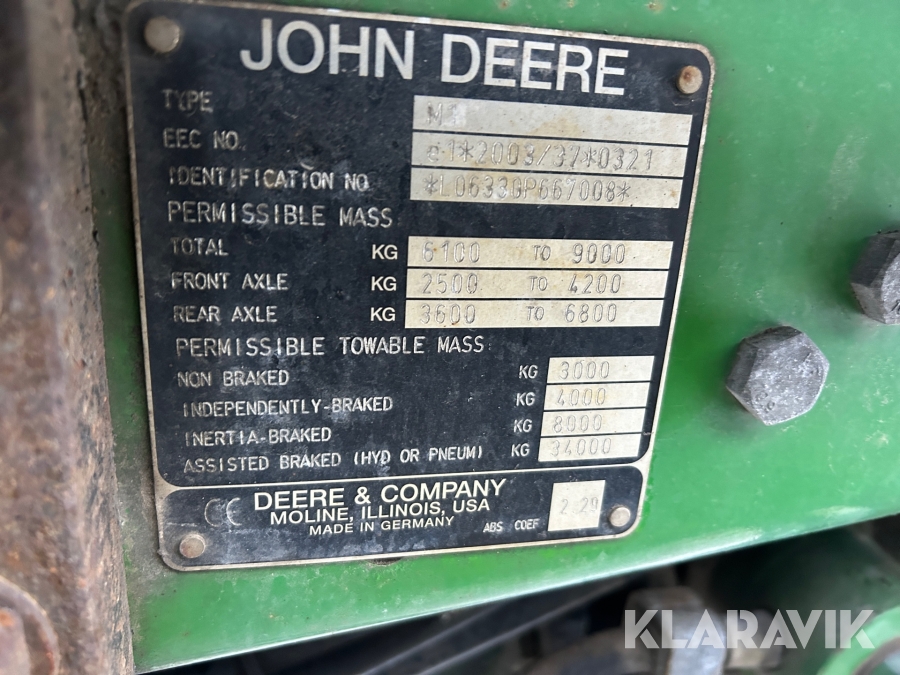 JOHN DEERE
TYPE
EEC NO. e1*2003/37*0321
IDENTIFICATION NO. *L06330P667008*
PERMISSIBLE MASS
TOTAL KG 6100 TO 9000
FRONT AXLE KG 2500 TO 4200
REAR AXLE KG 3600 TO 6800
PERMISSIBLE TOWABLE MASS
NON BRAKED KG 3000
INDEPENDENTLY-BRAKED KG 4000
INERTIA-BRAKED KG 8000
ASSISTED BRAKED (HYD OR PNEUM) KG 34000
DEERE & COMPANY
MOLINE, ILLINOIS, USA
MADE IN GERMANY ABS COEF 2.29
KLARAVIK